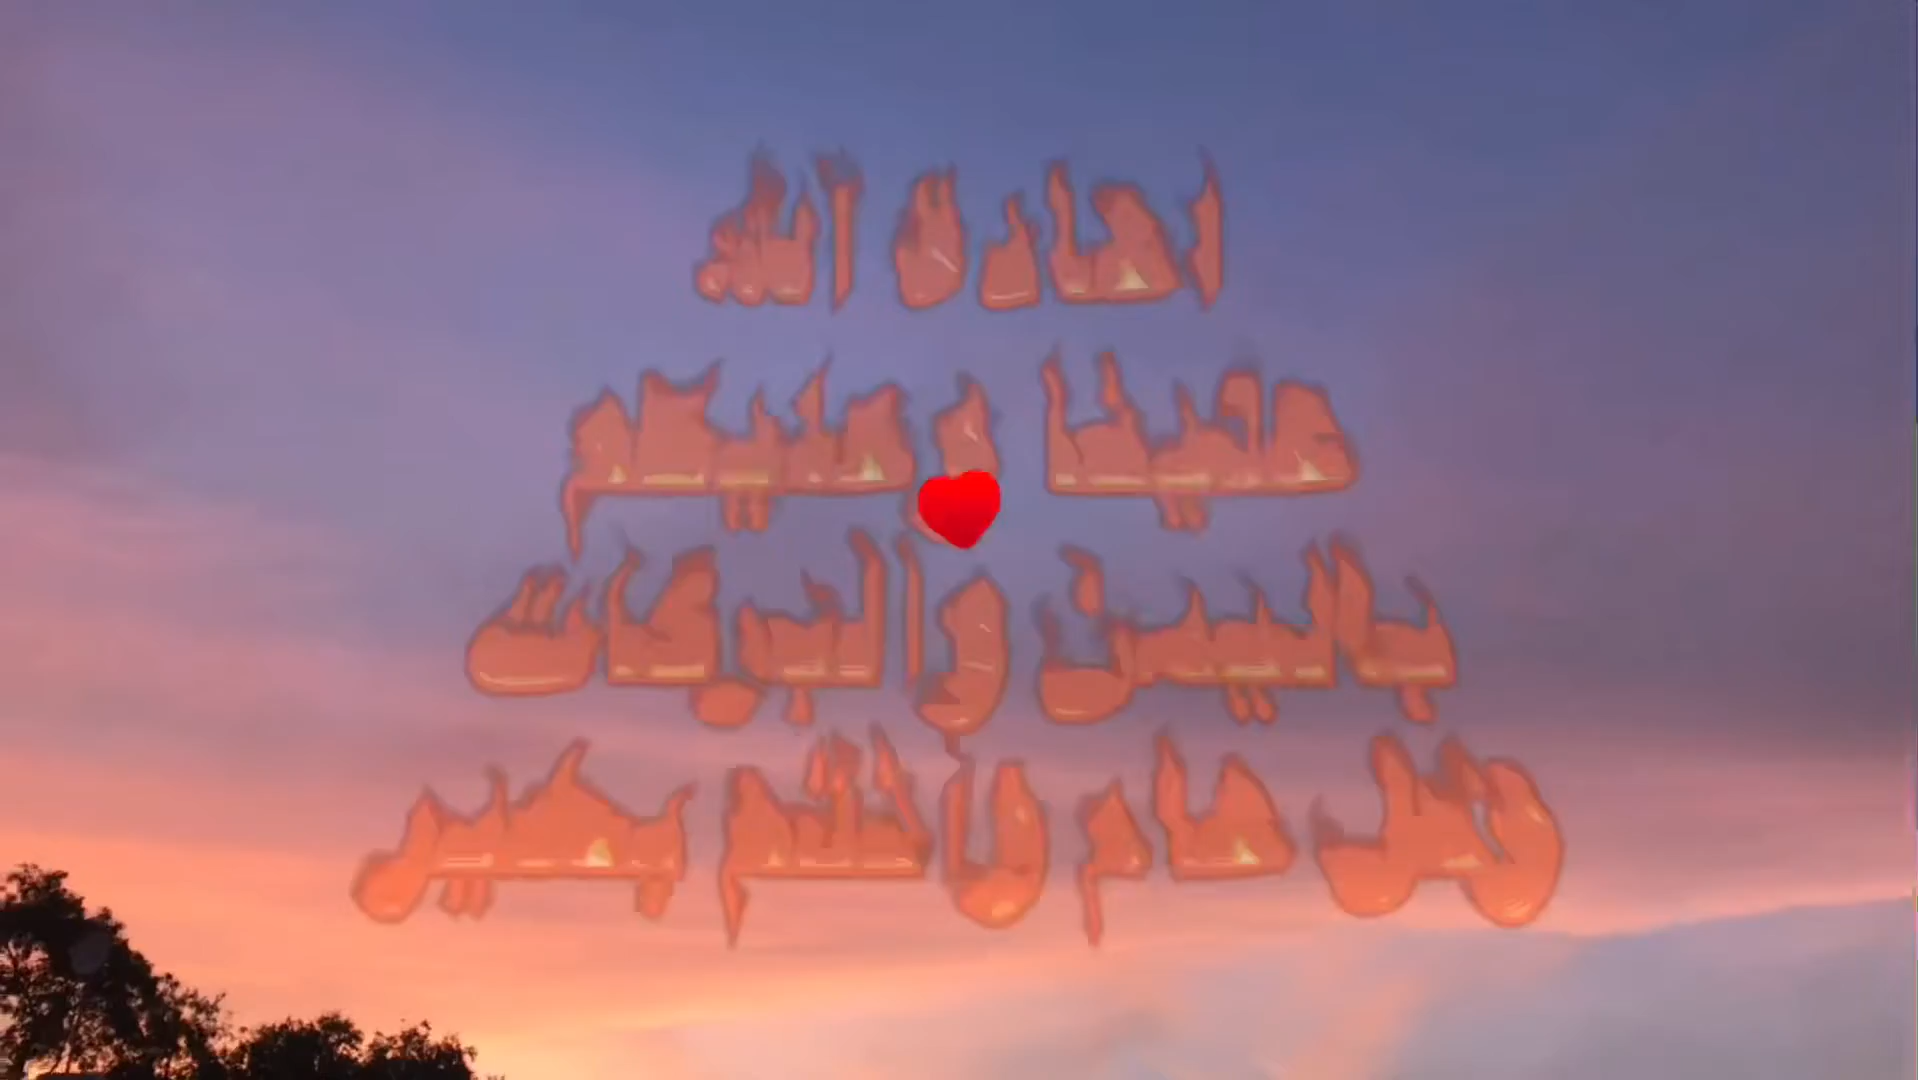 اعاده الله
علينا وعليكم
باليمن والبركات
وكل عام وانتم بخير